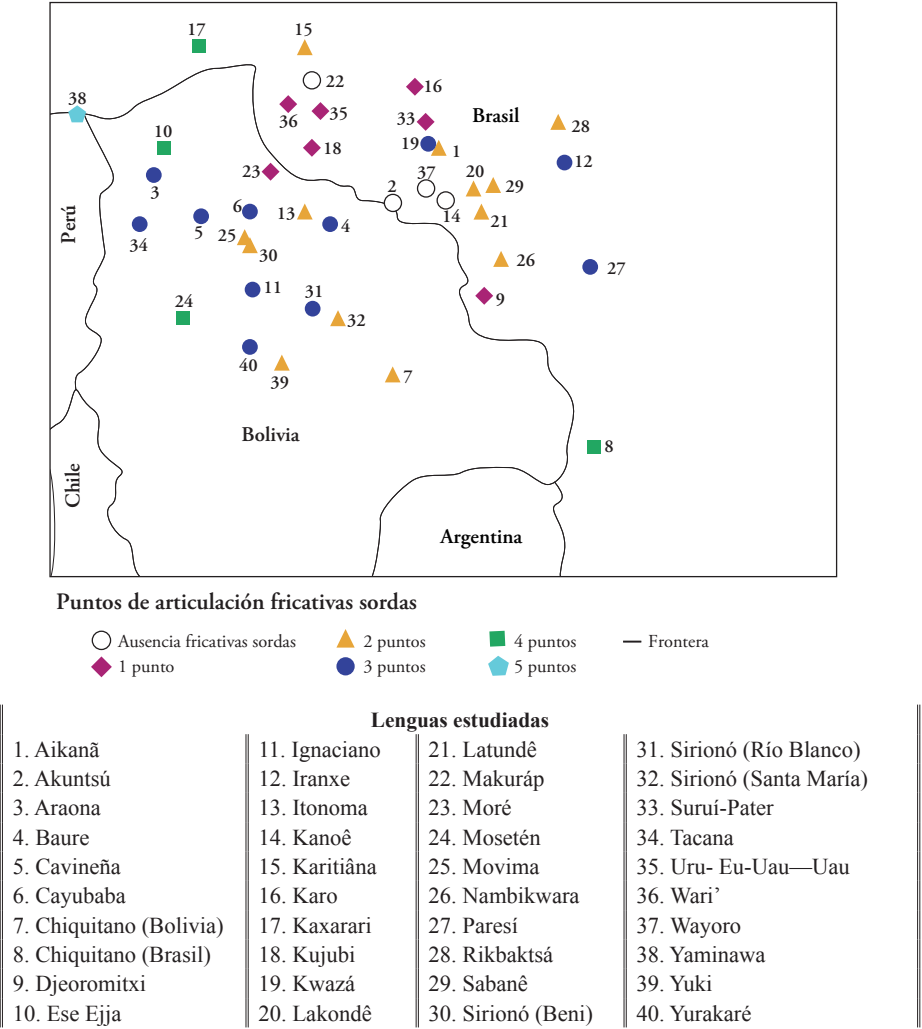 17
15
22
16
38
36
35
33
Brasil
28
10
18
19
1
12
3
23
37
20
29
2
14
21
Perú
34
5
6
13
4
25
30
26
27
11
31
9
24
32
40
39
7
Bolivia
8
Chile
Argentina
Puntos de articulación fricativas sordas
Ausencia fricativas sordas 2 puntos 4 puntos Frontera
1 punto 3 puntos 5 puntos
Lenguas estudiadas
1. Aikanã 11. Ignaciano 21. Latundê 31. Sirionó (Río Blanco)
2. Akuntsú 12. Iranxe 22. Makuráp 32. Sirionó (Santa María)
3. Araona 13. Itonoma 23. Moré 33. Suruí-Pater
4. Baure 14. Kanoê 24. Mosetén 34. Tacana
5. Cavineña 15. Karitiâna 25. Movima 35. Uru- Eu-Uau—Uau
6. Cayubaba 16. Karo 26. Nambikwara 36. Wari’
7. Chiquitano (Bolivia) 17. Kaxarari 27. Paresí 37. Wayoro
8. Chiquitano (Brasil) 18. Kujubi 28. Rikbaktsá 38. Yaminawa
9. Djeoromitxi 19. Kwazá 29. Sabanê 39. Yuki
10. Ese Ejja 20. Lakondê 30. Sirionó (Beni) 40. Yurakaré